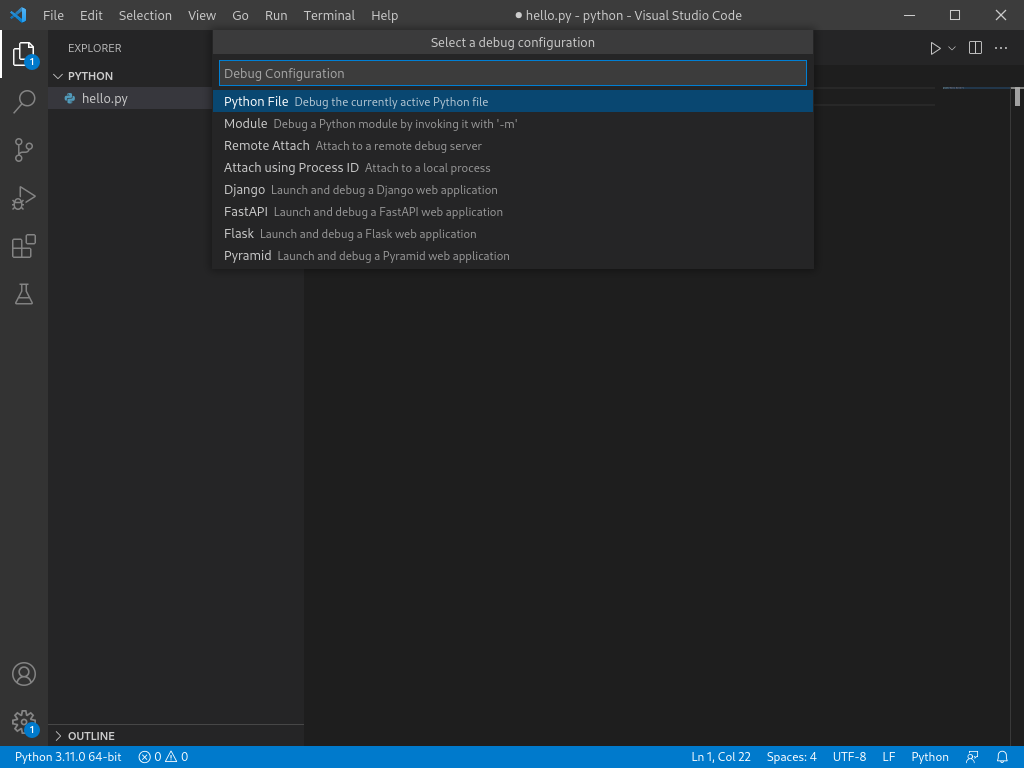 File Edit Selection View Go Run Terminal Help ● hello.py - python - Visual Studio Code
Select a debug configuration
Debug Configuration
Python File Debug the currently active Python file
Module Debug a Python module by invoking it with '-m'
Remote Attach Attach to a remote debug server
Attach using Process ID Attach to a local process
Django Launch and debug a Django web application
FastAPI Launch and debug a FastAPI web application
Flask Launch and debug a Flask web application
Pyramid Launch and debug a Pyramid web application
EXPLORER
PYTHON
hello.py
1
1
OUTLINE
Python 3.11.0 64-bit 0 0 Ln 1, Col 22 Spaces: 4 UTF-8 LF Python